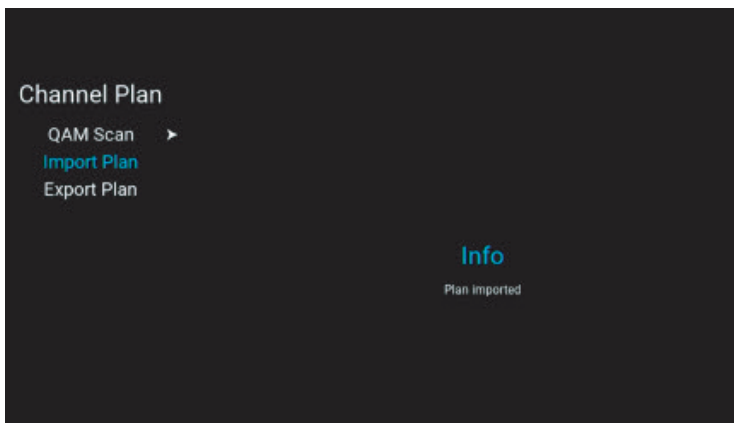 Channel Plan
QAM Scan ➤
Import Plan
Export Plan
Info
Plan imported